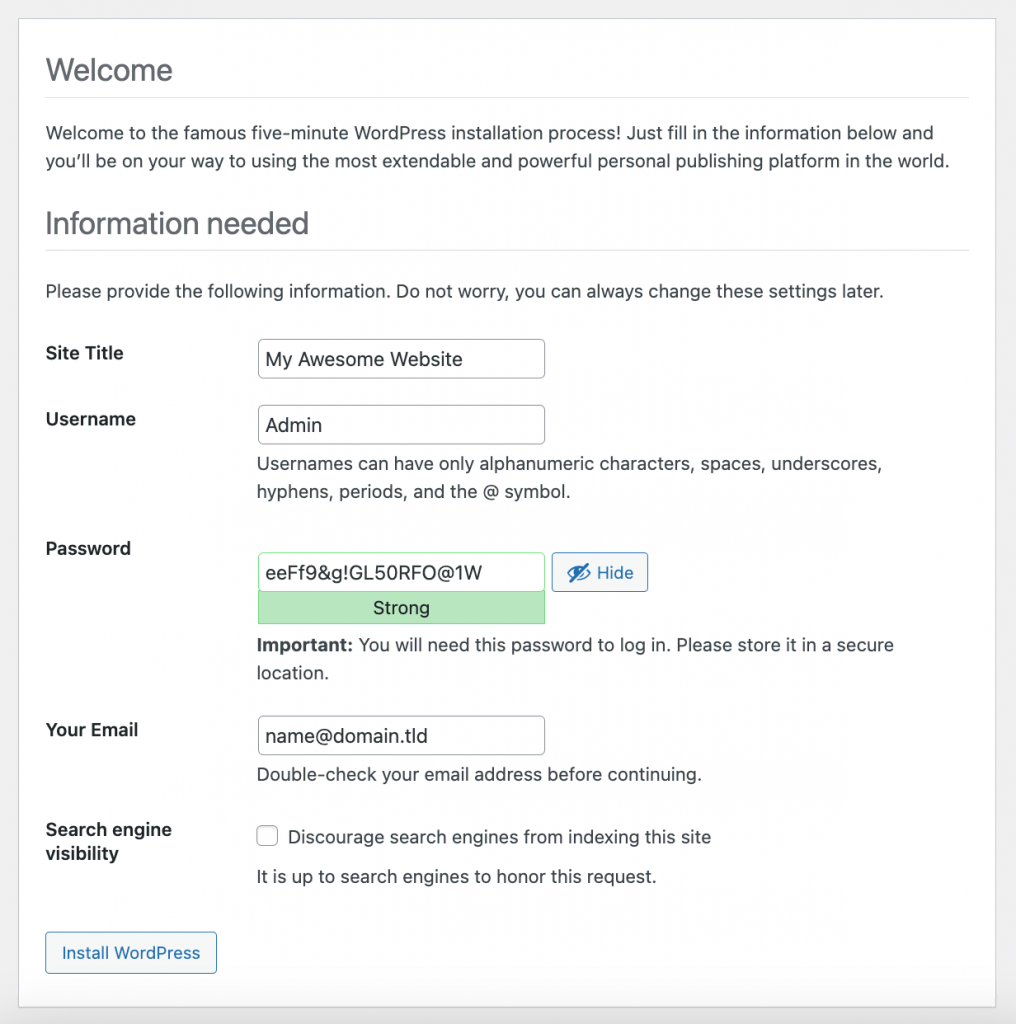 Welcome
Welcome to the famous five-minute WordPress installation process! Just fill in the information below and
you’ll be on your way to using the most extendable and powerful personal publishing platform in the world.
Information needed
Please provide the following information. Do not worry, you can always change these settings later.
Site Title
My Awesome Website
Username
Admin
Usernames can have only alphanumeric characters, spaces, underscores,
hyphens, periods, and the @ symbol.
Password
eeFf9&g!GL50RFO@1W
Hide
Strong
Important: You will need this password to log in. Please store it in a secure
location.
Your Email
name@domain.tld
Double-check your email address before continuing.
Search engine
visibility
Discourage search engines from indexing this site
It is up to search engines to honor this request.
Install WordPress